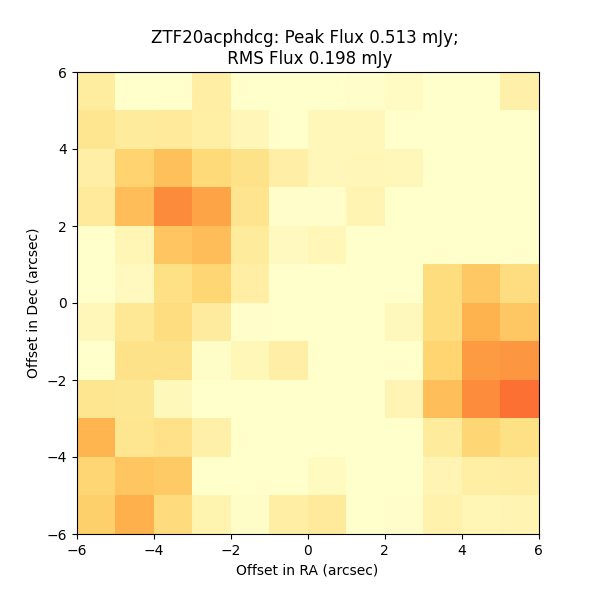 ZTF20acphdcg: Peak Flux 0.513 mJy;
RMS Flux 0.198 mJy
6
4
2
0
−2
−4
−6
Offset in Dec (arcsec)
−6 −4 −2 0 2 4 6
Offset in RA (arcsec)